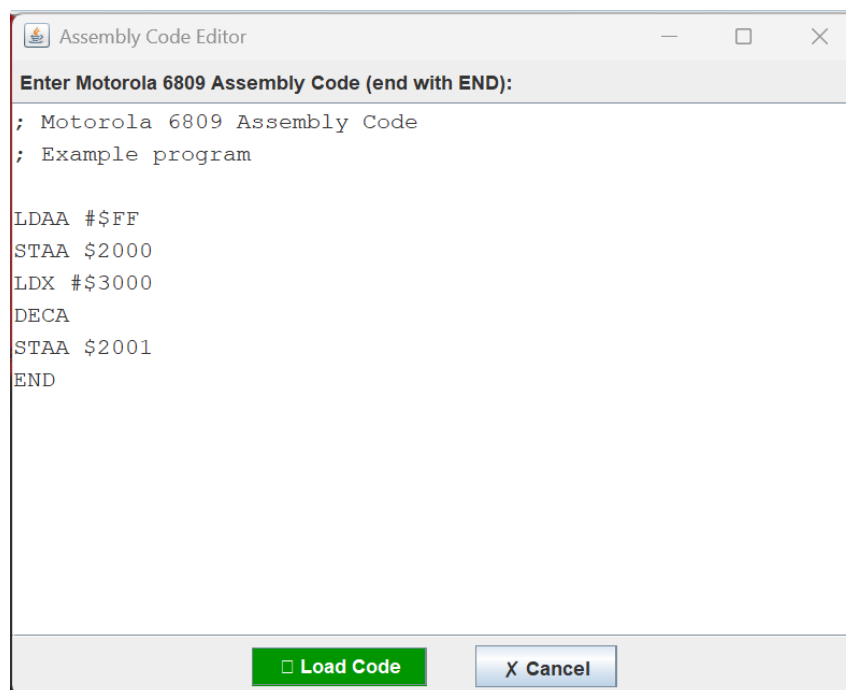 Assembly Code Editor
Enter Motorola 6809 Assembly Code (end with END):
; Motorola 6809 Assembly Code
; Example program
LDAA #$FF
STAA $2000
LDX #$3000
DECA
STAA $2001
END
□ Load Code
✗ Cancel